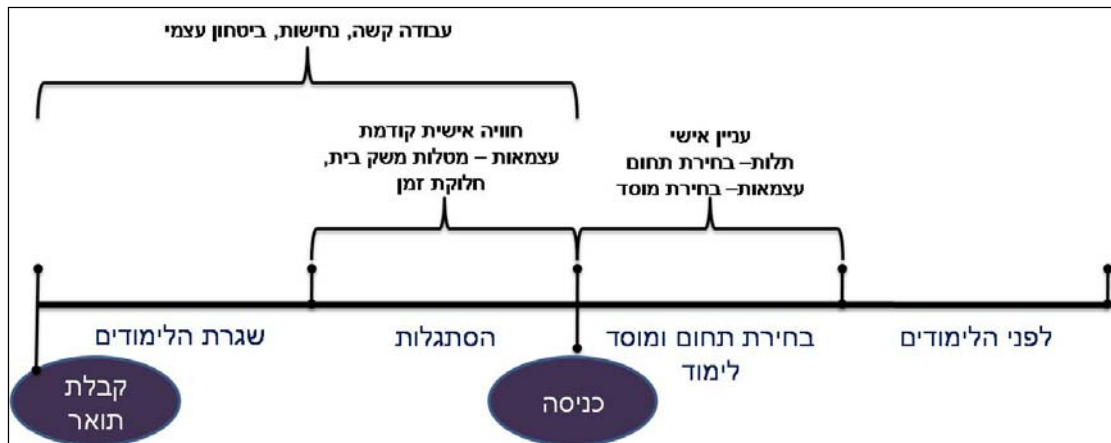 עבודה קשה, נחישות, ביטחון עצמי
עניין אישי
תלות– בחירת תחום
עצמאות– בחירת מוסד
חוויה אישית קודמת
עצמאות – מטלות משק בית,
חלוקת זמן
לפני הלימודים
בחירת תחום ומוסד
לימוד
הסתגלות
שגרת הלימודים
כניסה
קבלת
תואר